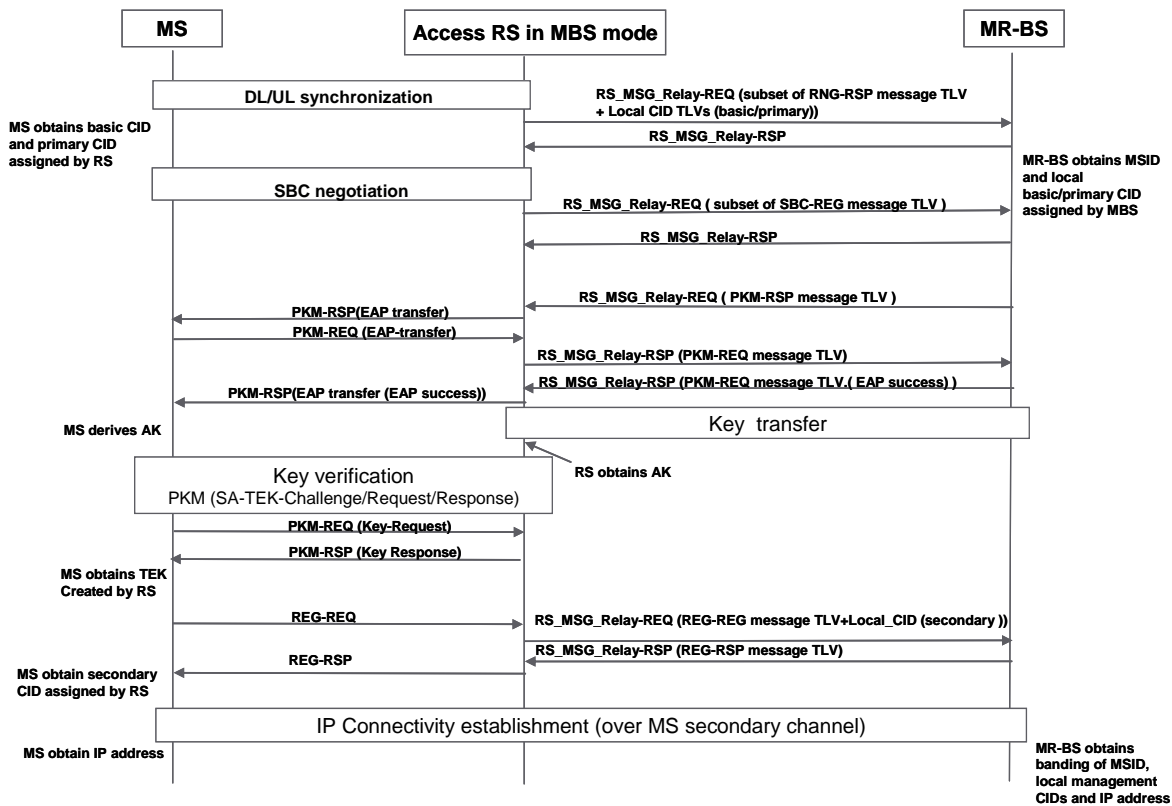 MS
Access RS in MBS mode
MR-BS
DL/UL synchronization
RS_MSG_Relay-REQ (subset of RNG-RSP message TLV
+ Local CID TLVs (basic/primary))
MS obtains basic CID
and primary CID
assigned by RS
RS_MSG_Relay-RSP
MR-BS obtains MSID
and local
basic/primary CID
assigned by MBS
SBC negotiation
RS_MSG_Relay-REQ ( subset of SBC-REG message TLV )
RS_MSG_Relay-RSP
RS_MSG_Relay-REQ ( PKM-RSP message TLV )
PKM-RSP(EAP transfer)
PKM-REQ (EAP-transfer)
RS_MSG_Relay-RSP (PKM-REQ message TLV)
RS_MSG_Relay-RSP (PKM-REQ message TLV.( EAP success) )
PKM-RSP(EAP transfer (EAP success))
MS derives AK
Key transfer
RS obtains AK
Key verification
PKM (SA-TEK-Challenge/Request/Response)
PKM-REQ (Key-Request)
PKM-RSP (Key Response)
MS obtains TEK
Created by RS
REG-REQ
RS_MSG_Relay-REQ (REG-REG message TLV+Local_CID (secondary ))
RS_MSG_Relay-RSP (REG-RSP message TLV)
REG-RSP
MS obtain secondary
CID assigned by RS
IP Connectivity establishment (over MS secondary channel)
MS obtain IP address
MR-BS obtains
banding of MSID,
local management
CIDs and IP address